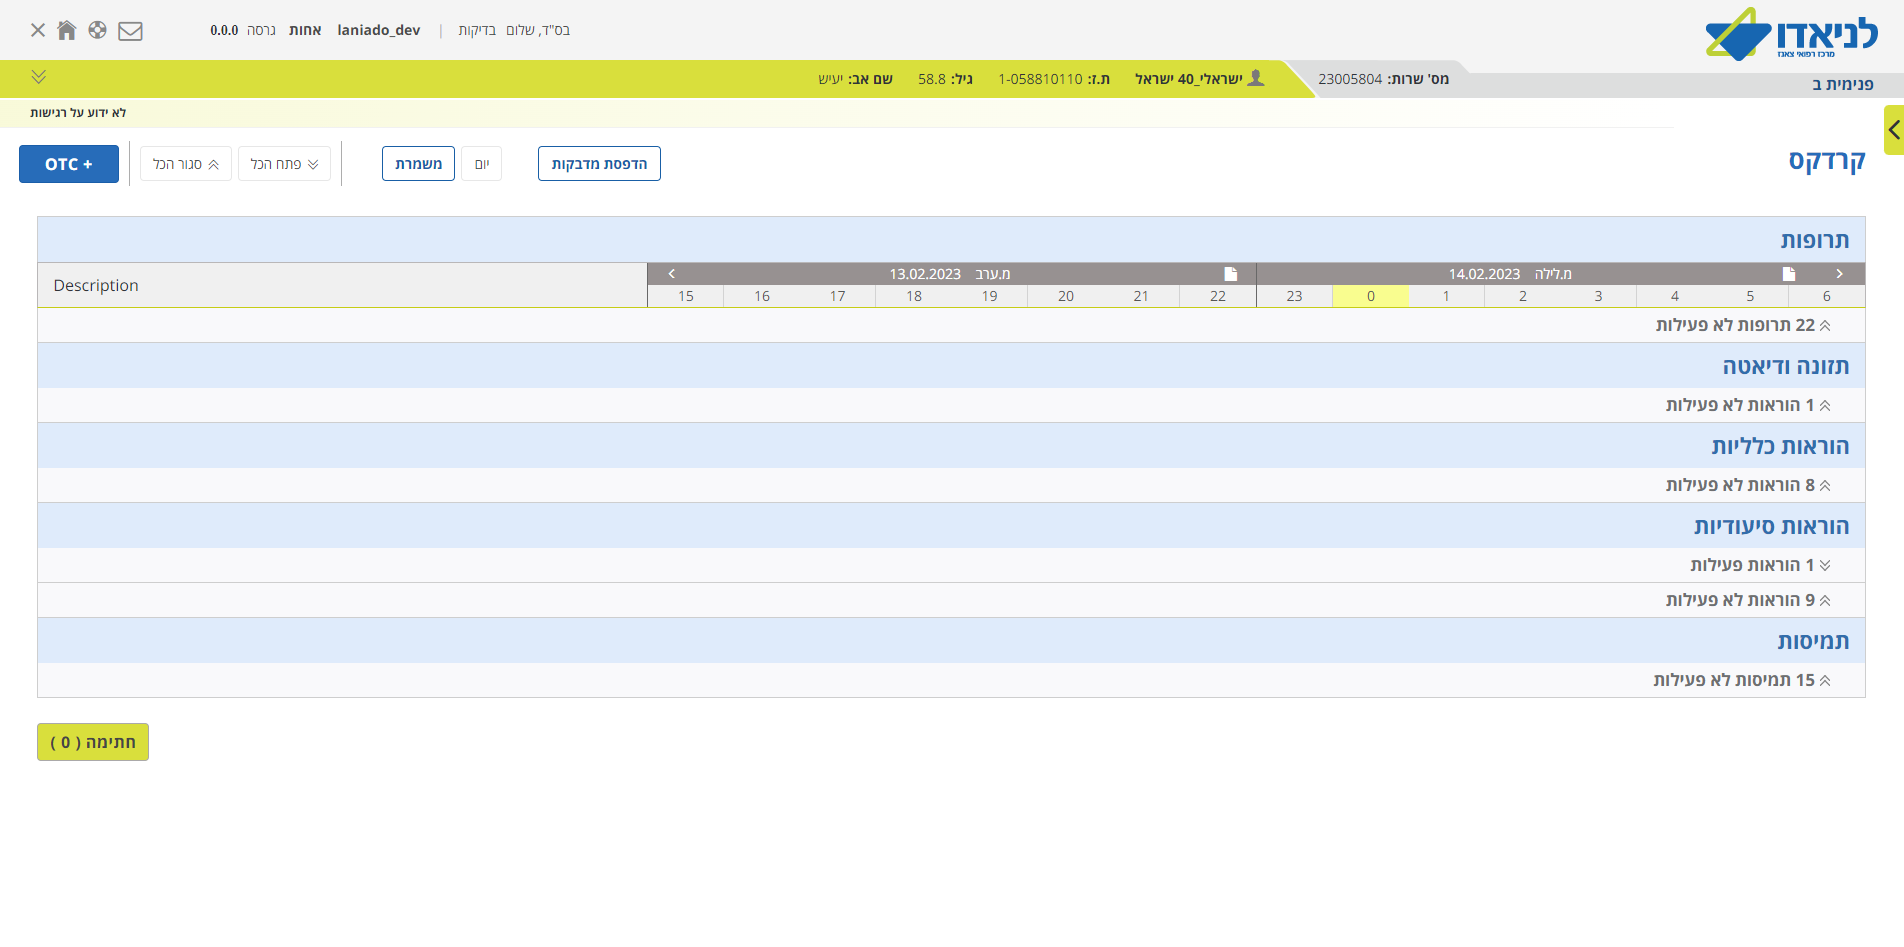 לניאדו
מרכז רפואי צאנז
בס"ד, שלום בדיקות | laniado_dev אחות גרסה 0.0.0
פנימית ב
מס' שרות: 23005804 ישראלי_40 ישראל ת.ז: 1-058810110 גיל: 58.8 שם אב: יעיש
לא ידוע על רגישות
קרדקס
הדפסת מדבקות יום משמרת פתח הכל סגור הכל OTC +
תרופות
מ.לילה 14.02.2023 מ.ערב 13.02.2023
Description
15 16 17 18 19 20 21 22 23 0 1 2 3 4 5 6
22 תרופות לא פעילות
תזונה ודיאטה
1 הוראות לא פעילות
הוראות כלליות
8 הוראות לא פעילות
הוראות סיעודיות
1 הוראות פעילות
9 הוראות לא פעילות
תמיסות
15 תמיסות לא פעילות
חתימה ( 0 )